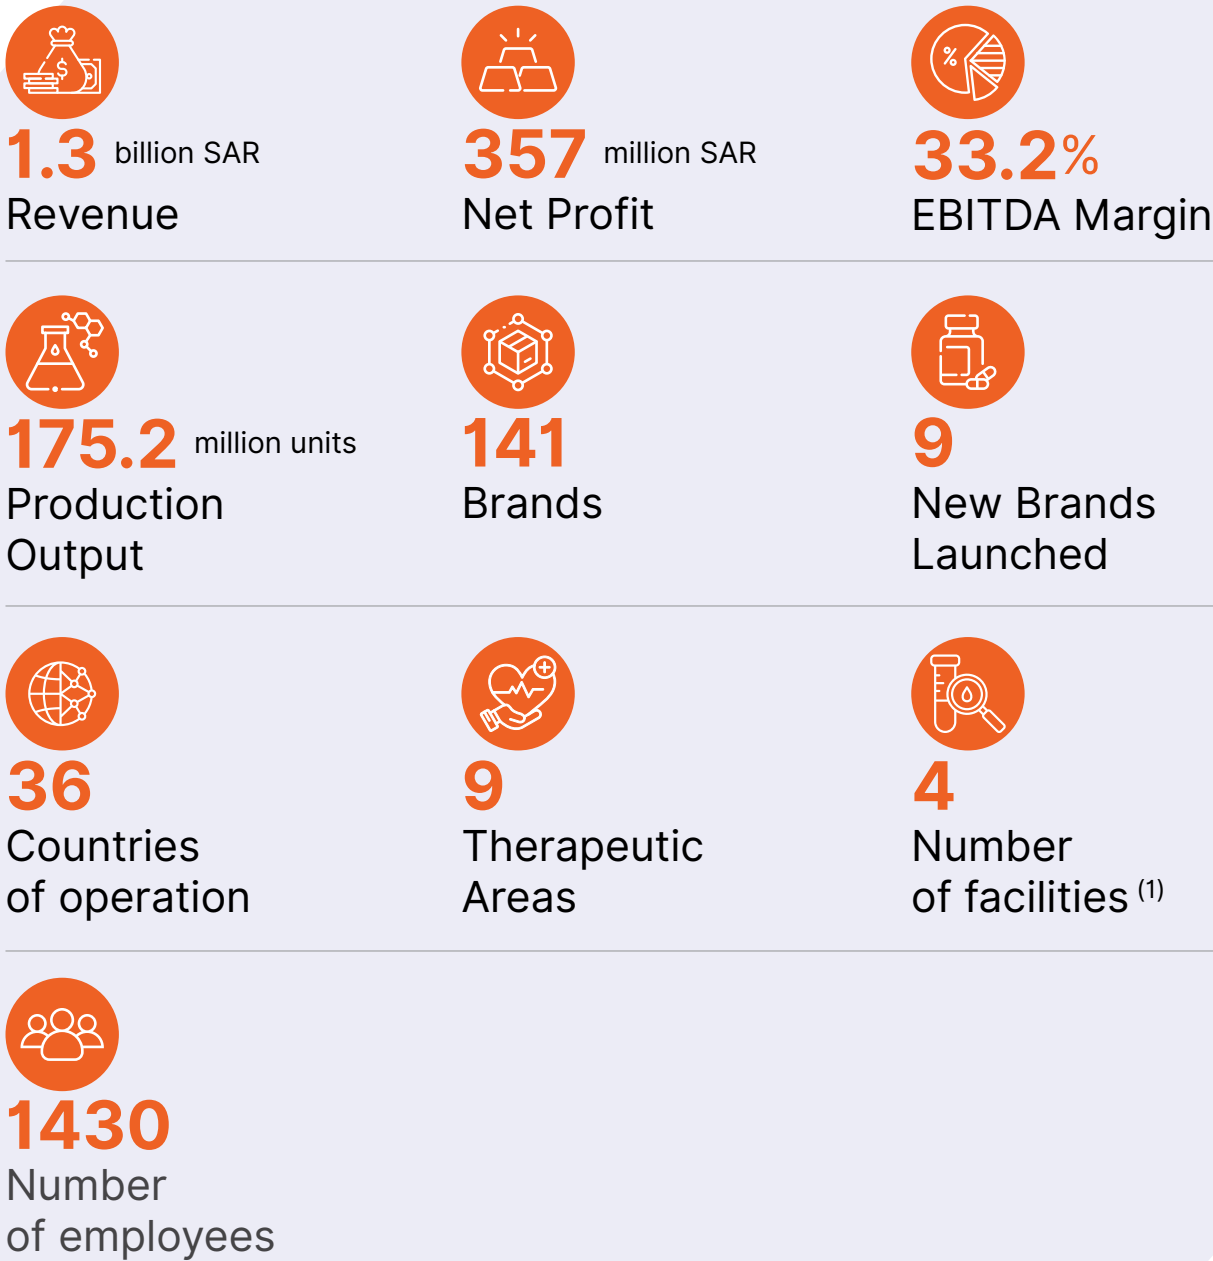 1.3 billion SAR
Revenue
357 million SAR
Net Profit
33.2%
EBITDA Margin
175.2 million units
Production
Output
141
Brands
9
New Brands
Launched
36
Countries
of operation
9
Therapeutic
Areas
4
Number
of facilities (1)
1430
Number
of employees